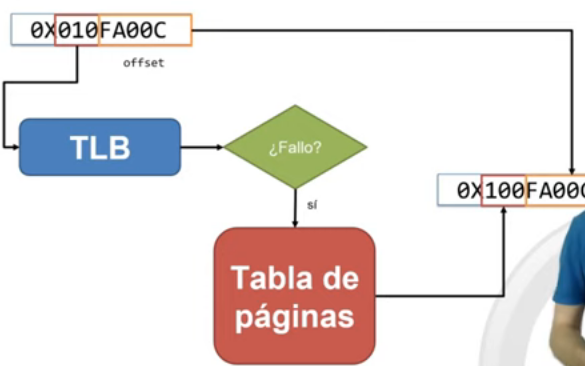 0X010FA00C
offset
TLB
¿Fallo?
sí
0X100FA00C
Tabla de
páginas